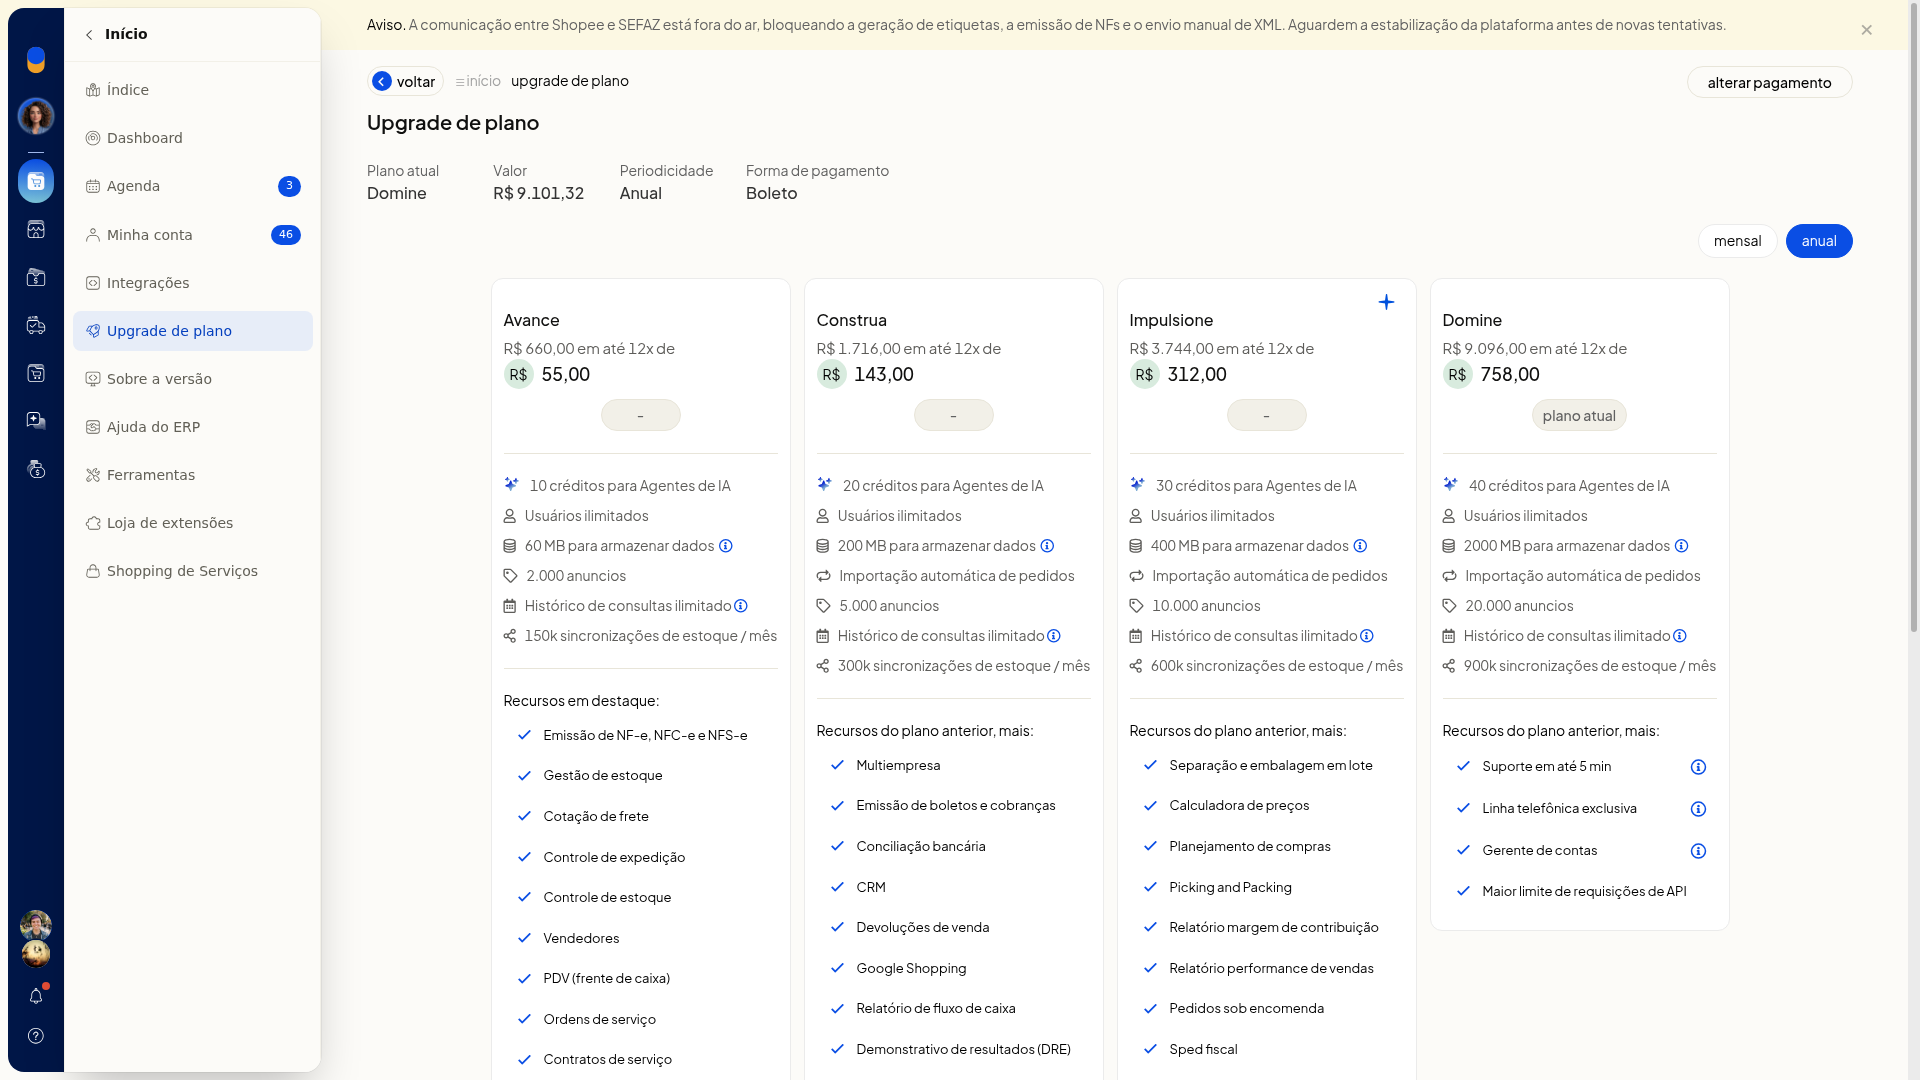 Início
Índice
Dashboard
Agenda
3
Minha conta
46
Integrações
Upgrade de plano
Sobre a versão
Ajuda do ERP
Ferramentas
Loja de extensões
Shopping de Serviços
Aviso. A comunicação entre Shopee e SEFAZ está fora do ar, bloqueando a geração de etiquetas, a emissão de NFs e o envio manual de XML. Aguardem a estabilização da plataforma antes de novas tentativas.
voltar
início
upgrade de plano
alterar pagamento
Upgrade de plano
Plano atual
Domine
Valor
R$ 9.101,32
Periodicidade
Anual
Forma de pagamento
Boleto
mensal
anual
Avance
R$ 660,00 em até 12x de
R$ 55,00
-
10 créditos para Agentes de IA
Usuários ilimitados
60 MB para armazenar dados
2.000 anuncios
Histórico de consultas ilimitado
150k sincronizações de estoque / mês
Recursos em destaque:
Emissão de NF-e, NFC-e e NFS-e
Gestão de estoque
Cotação de frete
Controle de expedição
Controle de estoque
Vendedores
PDV (frente de caixa)
Ordens de serviço
Contratos de serviço
Construa
R$ 1.716,00 em até 12x de
R$ 143,00
-
20 créditos para Agentes de IA
Usuários ilimitados
200 MB para armazenar dados
Importação automática de pedidos
5.000 anuncios
Histórico de consultas ilimitado
300k sincronizações de estoque / mês
Recursos do plano anterior, mais:
Multiempresa
Emissão de boletos e cobranças
Conciliação bancária
CRM
Devoluções de venda
Google Shopping
Relatório de fluxo de caixa
Demonstrativo de resultados (DRE)
Impulsione
R$ 3.744,00 em até 12x de
R$ 312,00
-
30 créditos para Agentes de IA
Usuários ilimitados
400 MB para armazenar dados
Importação automática de pedidos
10.000 anuncios
Histórico de consultas ilimitado
600k sincronizações de estoque / mês
Recursos do plano anterior, mais:
Separação e embalagem em lote
Calculadora de preços
Planejamento de compras
Picking and Packing
Relatório margem de contribuição
Relatório performance de vendas
Pedidos sob encomenda
Sped fiscal
Domine
R$ 9.096,00 em até 12x de
R$ 758,00
plano atual
40 créditos para Agentes de IA
Usuários ilimitados
2000 MB para armazenar dados
Importação automática de pedidos
20.000 anuncios
Histórico de consultas ilimitado
900k sincronizações de estoque / mês
Recursos do plano anterior, mais:
Suporte em até 5 min
Linha telefônica exclusiva
Gerente de contas
Maior limite de requisições de API